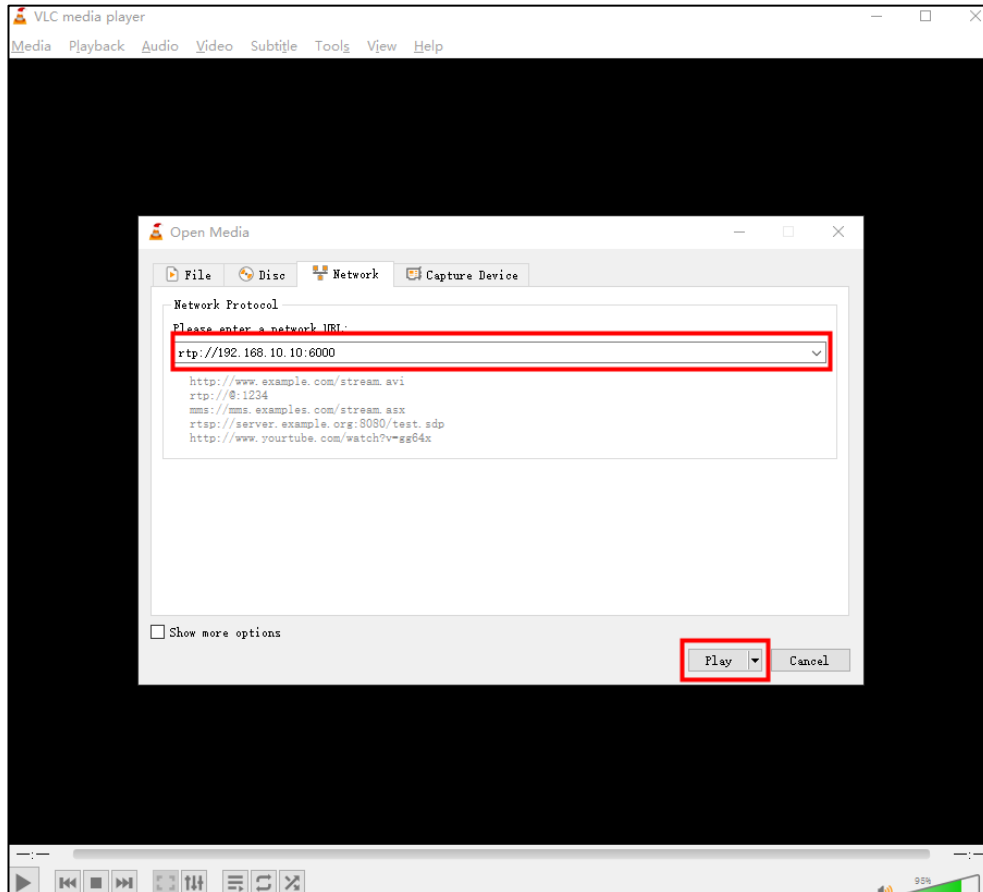 VLC media player
Media Playback Audio Video Subtitle Tools View Help
Open Media
File Disc Network Capture Device
Network Protocol
Please enter a network URL:
rtp://192.168.10.10:6000
http://www.example.com/stream.avi
rtp://@:1234
mms://mms.examples.com/stream.asx
rtsp://server.example.org:8080/test.sdp
http://www.yourtube.com/watch?v=gg64x
Show more options
Play Cancel
--:-- --:--
95%